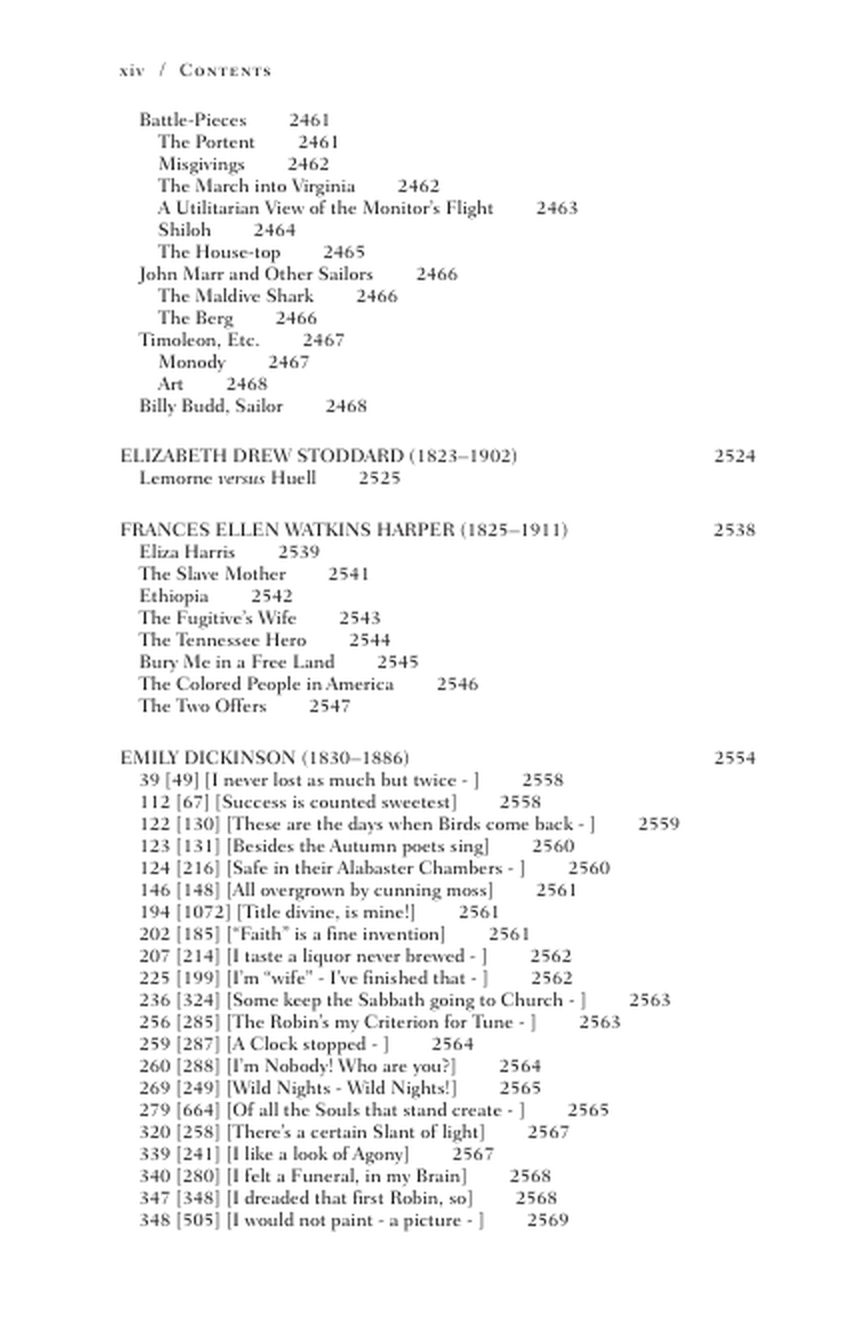 xiv / Contents
Battle-Pieces 2461
The Portent 2461
Misgivings 2462
The March into Virginia 2462
A Utilitarian View of the Monitor's Flight 2463
Shiloh 2464
The House-top 2465
John Marr and Other Sailors 2466
The Maldive Shark 2466
The Berg 2466
Timoleon, Etc. 2467
Monody 2467
Art 2468
Billy Budd, Sailor 2468
ELIZABETH DREW STODDARD (1823–1902) 2524
Lemorne versus Huell 2525
FRANCES ELLEN WATKINS HARPER (1825–1911) 2538
Eliza Harris 2539
The Slave Mother 2541
Ethiopia 2542
The Fugitive's Wife 2543
The Tennessee Hero 2544
Bury Me in a Free Land 2545
The Colored People in America 2546
The Two Offers 2547
EMILY DICKINSON (1830–1886) 2554
39 [49] [I never lost as much but twice - ] 2558
112 [67] [Success is counted sweetest] 2558
122 [130] [These are the days when Birds come back - ] 2559
123 [131] [Besides the Autumn poets sing] 2560
124 [216] [Safe in their Alabaster Chambers - ] 2560
146 [148] [All overgrown by cunning moss] 2561
194 [1072] [Title divine, is mine!] 2561
202 [185] ["Faith" is a fine invention] 2561
207 [214] [I taste a liquor never brewed - ] 2562
225 [199] [I'm "wife" - I've finished that - ] 2562
236 [324] [Some keep the Sabbath going to Church - ] 2563
256 [285] [The Robin's my Criterion for Tune - ] 2563
259 [287] [A Clock stopped - ] 2564
260 [288] [I'm Nobody! Who are you?] 2564
269 [249] [Wild Nights - Wild Nights!] 2565
279 [664] [Of all the Souls that stand create - ] 2565
320 [258] [There's a certain Slant of light] 2567
339 [241] [I like a look of Agony] 2567
340 [280] [I felt a Funeral, in my Brain] 2568
347 [348] [I dreaded that first Robin, so] 2568
348 [505] [I would not paint - a picture - ] 2569